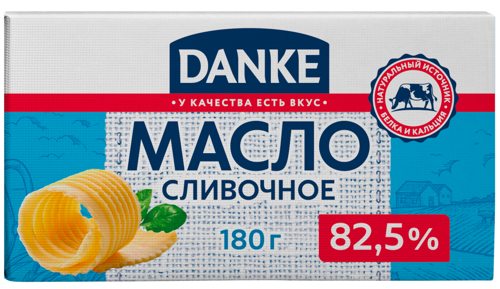 DANKE
• У КАЧЕСТВА ЕСТЬ ВКУС •
НАТУРАЛЬНЫЙ ИСТОЧНИК
БЕЛКА И КАЛЬЦИЯ
МАСЛО
СЛИВОЧНОЕ
180 г
82,5%